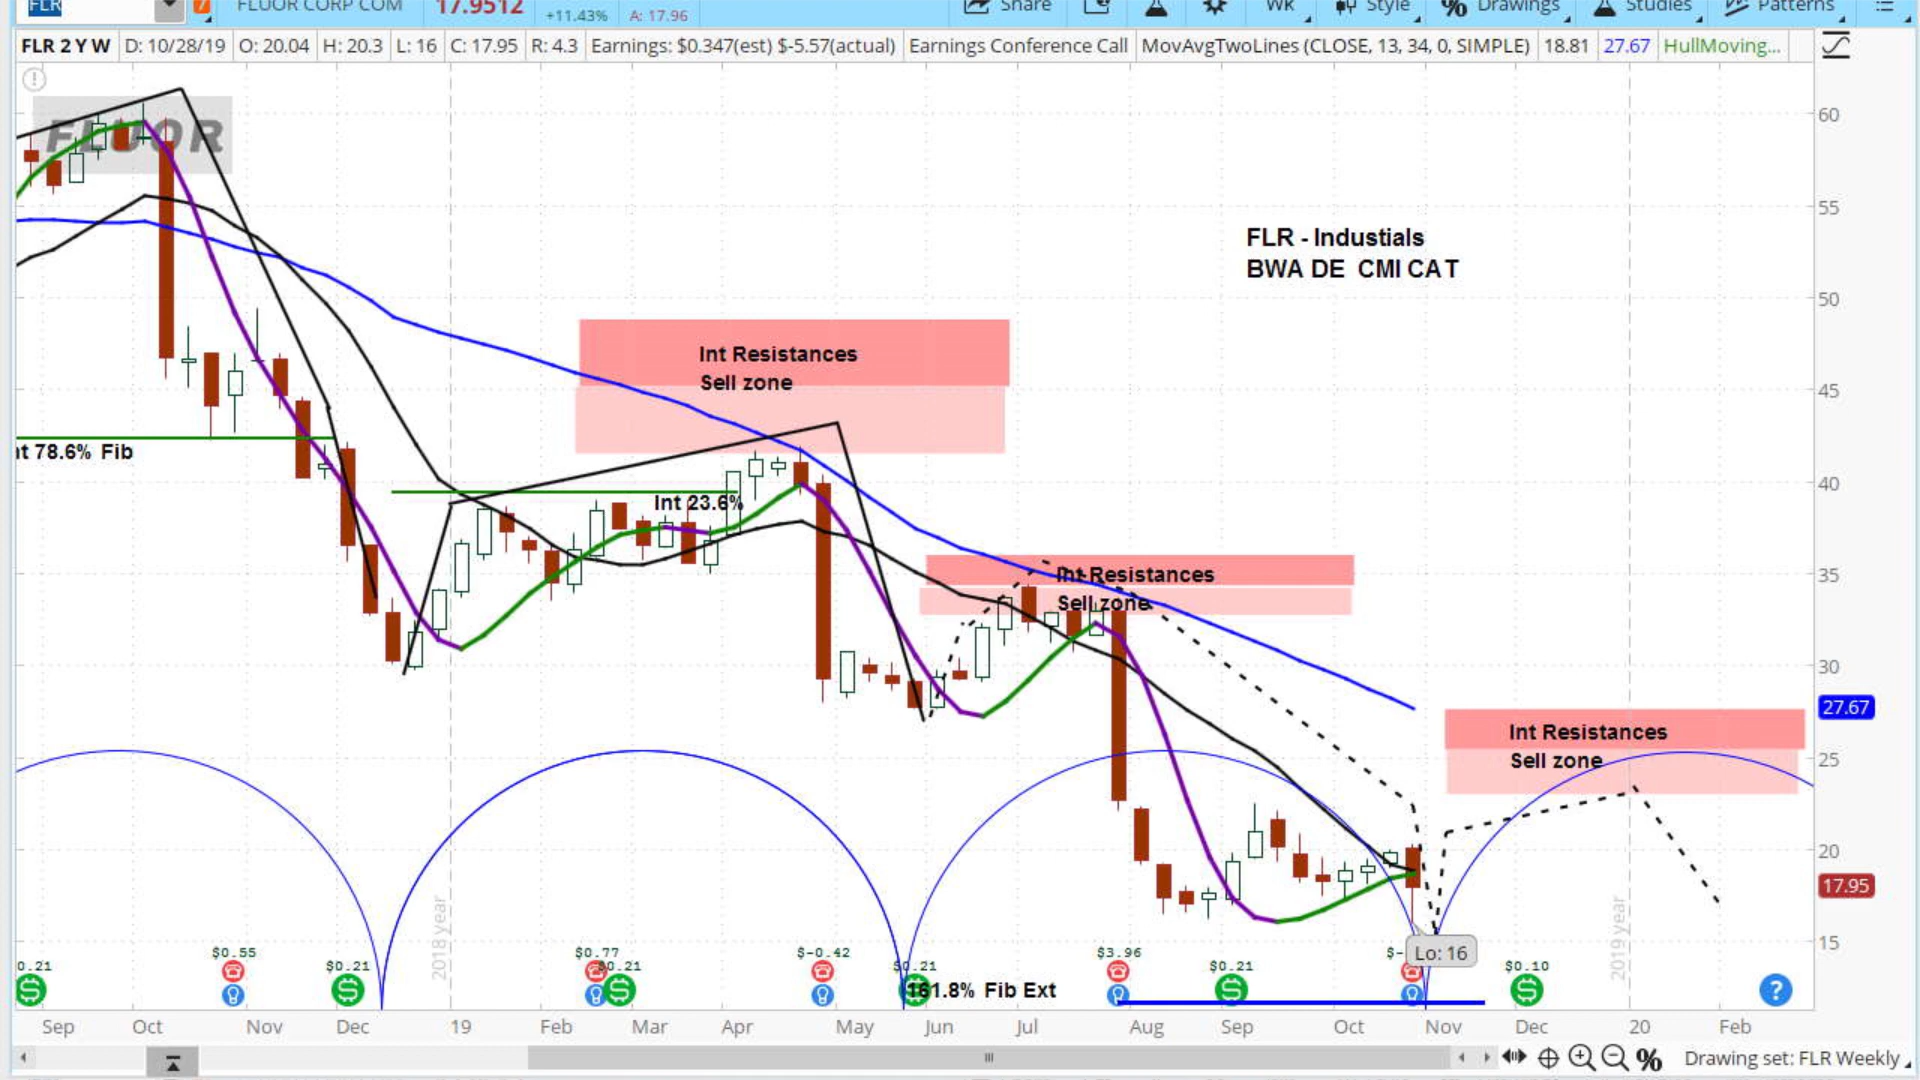 FLR
FLUOR CORP COM
17.9512
+11.43%
A: 17.96
Share
Wk
Style
% Drawings
Studies
Patterns
FLR 2 Y W D: 10/28/19 O: 20.04 H: 20.3 L: 16 C: 17.95 R: 4.3 Earnings: $0.347(est) $-5.57(actual) Earnings Conference Call MovAvgTwoLines (CLOSE, 13, 34, 0, SIMPLE) 18.81 27.67 HullMoving...
FLUOR
60
55
FLR - Industials
BWA DE CMI CAT
50
Int Resistances
Sell zone
45
nt 78.6% Fib
40
Int 23.6%
35
Int Resistances
Sell zone
30
27.67
Int Resistances
Sell zone
25
20
17.95
15
2018 year
2019 year
0.21
$0.55
$0.21
$0.77
$0.21
$-0.42
$0.21
$3.96
$0.21
$-
Lo: 16
$0.10
161.8% Fib Ext
Sep Oct Nov Dec 19 Feb Mar Apr May Jun Jul Aug Sep Oct Nov Dec 20 Feb
% Drawing set: FLR Weekly